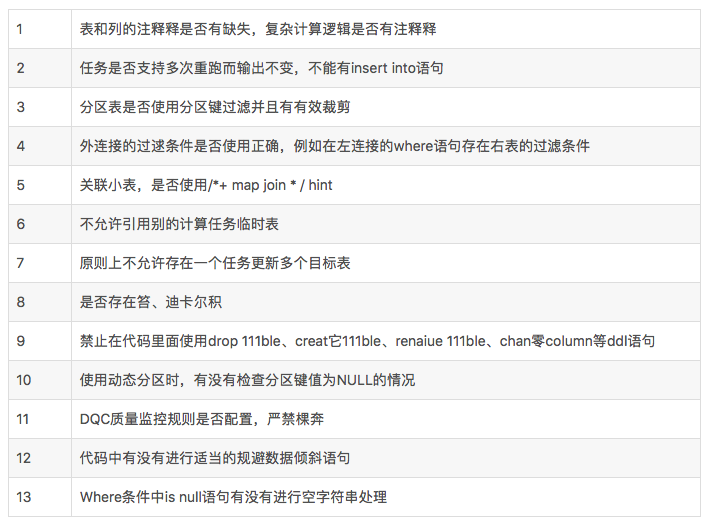 1 表和列的注释释是否有缺失，复杂计算逻辑是否有注释释
2 任务是否支持多次重跑而输出不变，不能有insert into语句
3 分区表是否使用分区键过滤并且有有效裁剪
4 外连接的过逑条件是否使用正确，例如在左连接的where语句存在右表的过滤条件
5 关联小表，是否使用/*+ map join * / hint
6 不允许引用别的计算任务临时表
7 原则上不允许存在一个任务更新多个目标表
8 是否存在笞、迪卡尔积
9 禁止在代码里面使用drop 111ble、creat它111ble、renaiue 111ble、chan零column等ddl语句
10 使用动态分区时，有没有检查分区键值为NULL的情况
11 DQC质量监控规则是否配置，严禁棵奔
12 代码中有没有进行适当的规避数据倾斜语句
13 Where条件中is null语句有没有进行空字符串处理